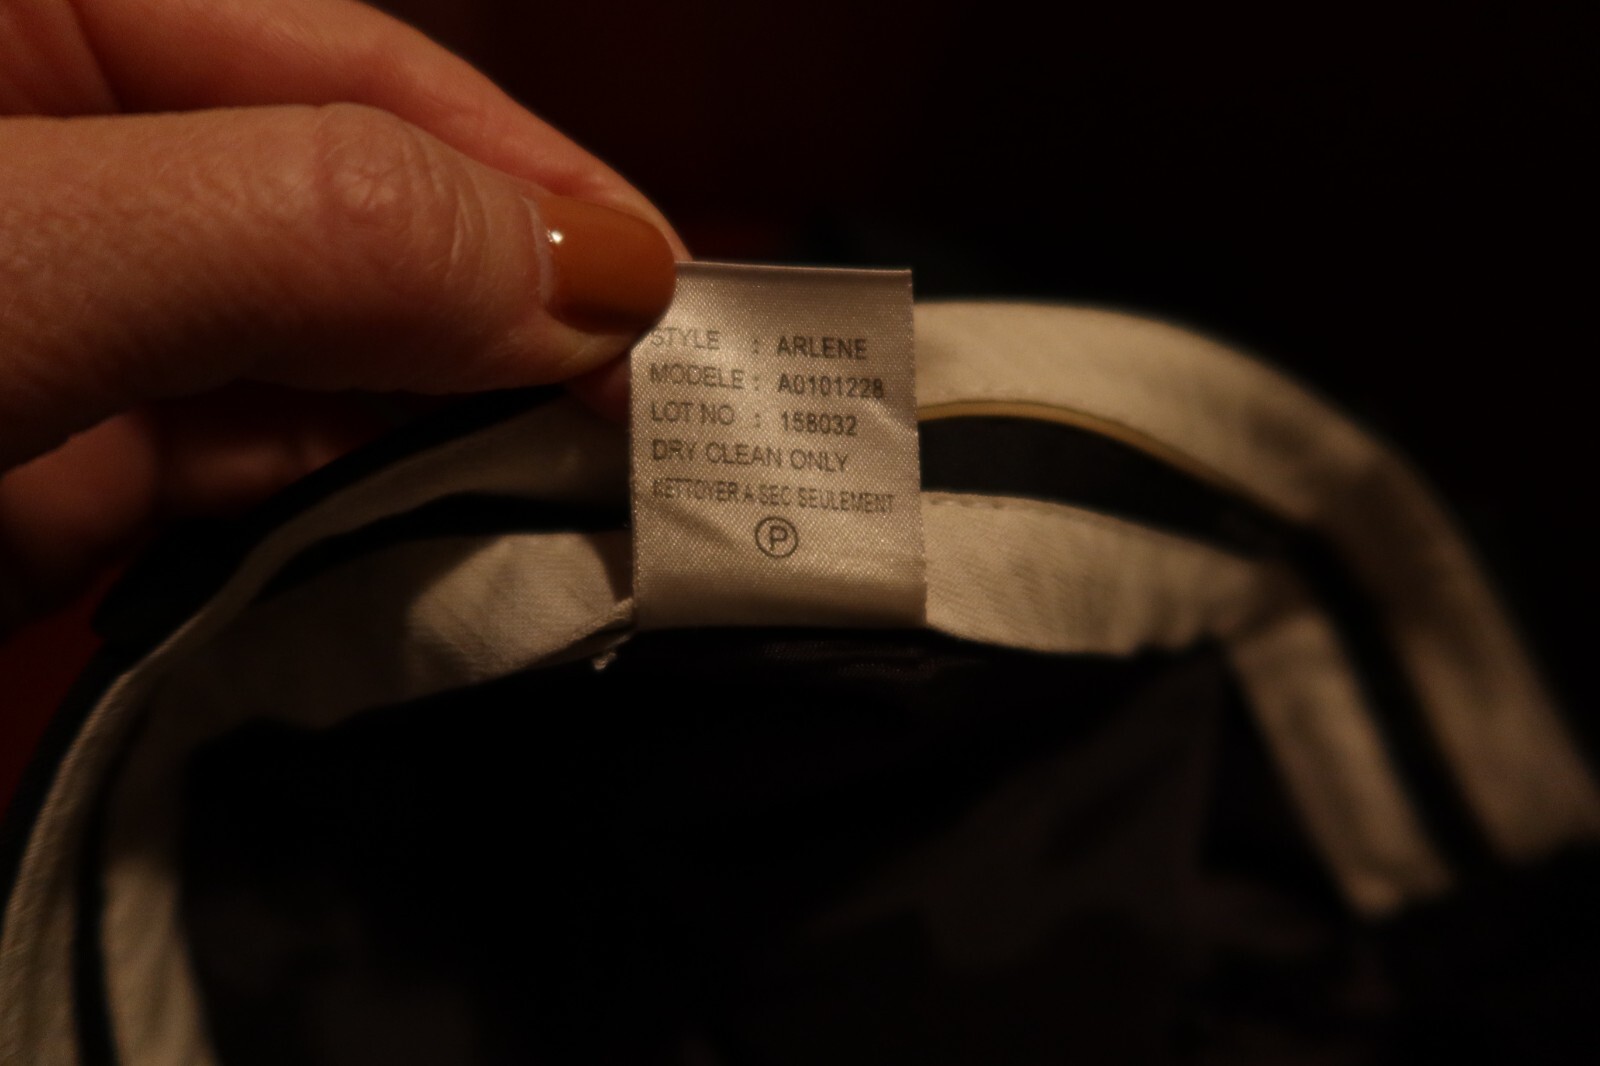 STYLE : ARLENE
MODELE : A0101228
LOT NO : 158032
DRY CLEAN ONLY
NETTOYER A SEC SEULEMENT
P